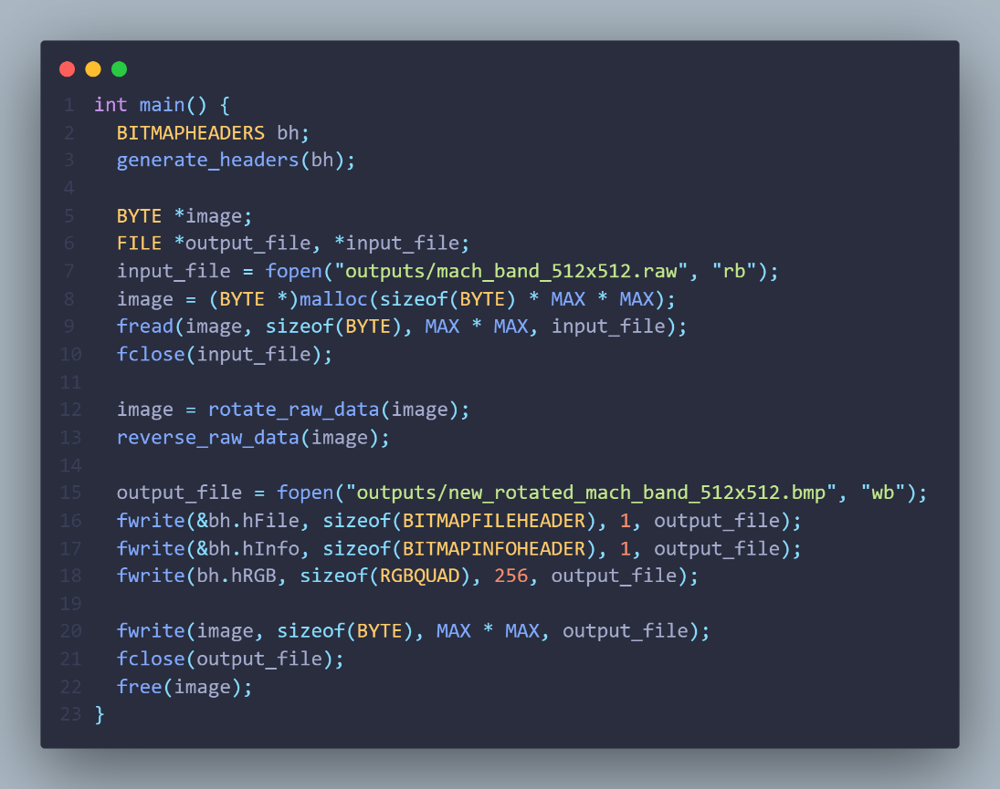 1 int main() {
2   BITMAPHEADERS bh;
3   generate_headers(bh);
4
5   BYTE *image;
6   FILE *output_file, *input_file;
7   input_file = fopen("outputs/mach_band_512x512.raw", "rb");
8   image = (BYTE *)malloc(sizeof(BYTE) * MAX * MAX);
9   fread(image, sizeof(BYTE), MAX * MAX, input_file);
10   fclose(input_file);
11
12   image = rotate_raw_data(image);
13   reverse_raw_data(image);
14
15   output_file = fopen("outputs/new_rotated_mach_band_512x512.bmp", "wb");
16   fwrite(&bh.hFile, sizeof(BITMAPFILEHEADER), 1, output_file);
17   fwrite(&bh.hInfo, sizeof(BITMAPINFOHEADER), 1, output_file);
18   fwrite(bh.hRGB, sizeof(RGBQUAD), 256, output_file);
19
20   fwrite(image, sizeof(BYTE), MAX * MAX, output_file);
21   fclose(output_file);
22   free(image);
23 }